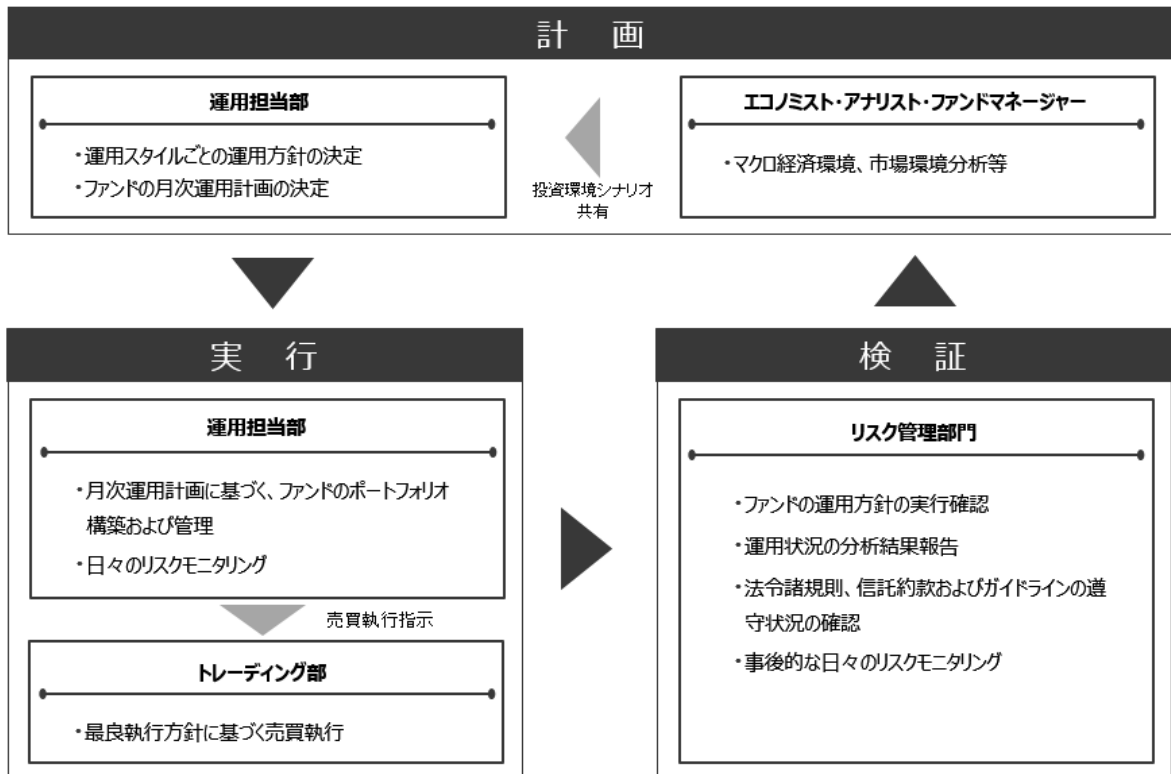 計 画
運用担当部
・運用スタイルごとの運用方針の決定
・ファンドの月次運用計画の決定
投資環境シナリオ
共有
エコノミスト・アナリスト・ファンドマネージャー
・マクロ経済環境、市場環境分析等
実 行
運用担当部
・月次運用計画に基づく、ファンドのポートフォリオ
構築および管理
・日々のリスクモニタリング
売買執行指示
トレーディング部
・最良執行方針に基づく売買執行
検 証
リスク管理部門
・ファンドの運用方針の実行確認
・運用状況の分析結果報告
・法令諸規則、信託約款およびガイドラインの遵
守状況の確認
・事後的な日々のリスクモニタリング